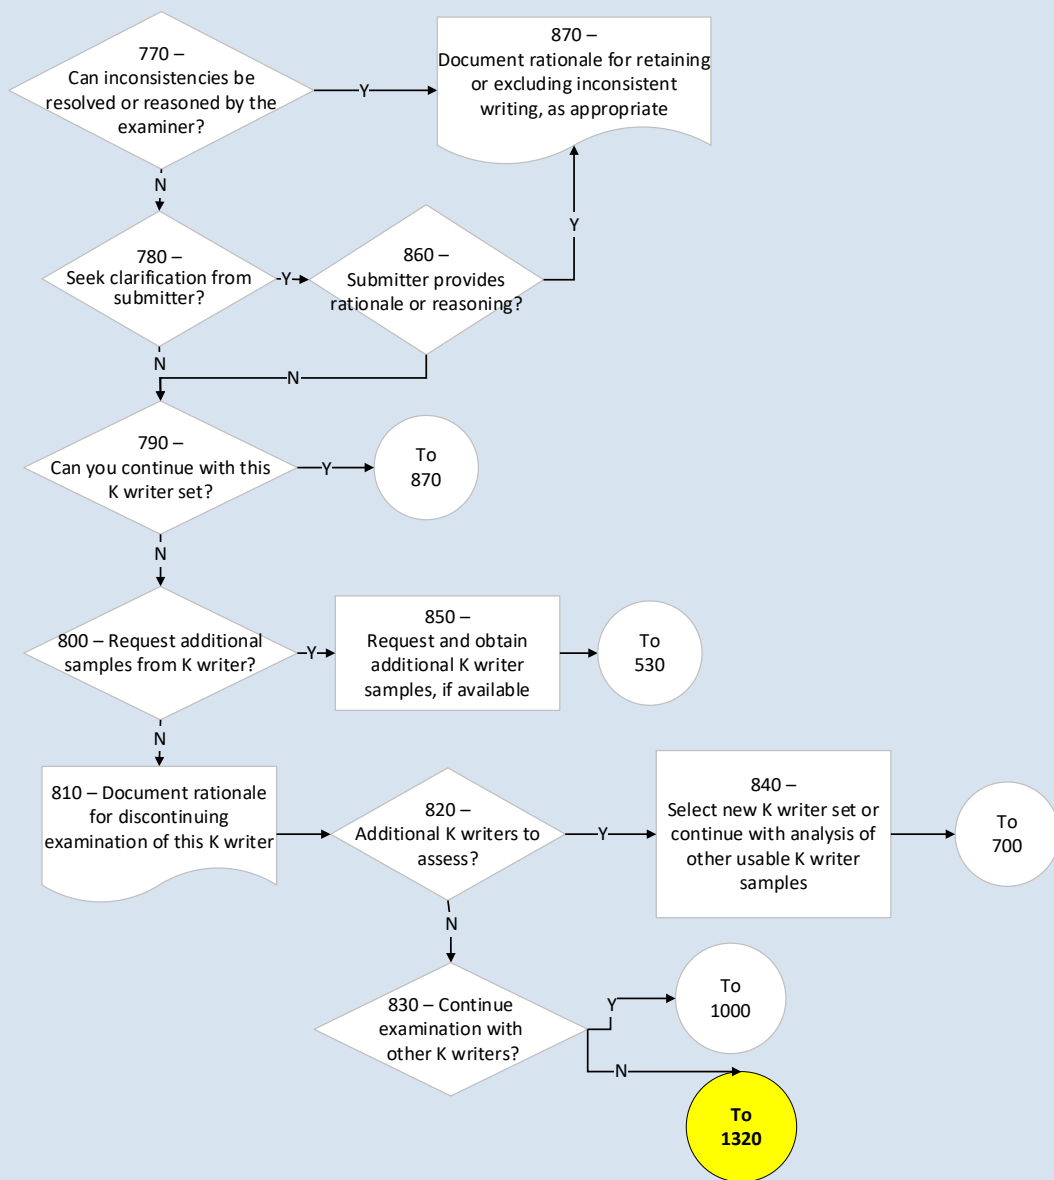 770 –
Can inconsistencies be
resolved or reasoned by the
examiner?
Y
870 –
Document rationale for retaining
or excluding inconsistent
writing, as appropriate
N
Y
780 –
Seek clarification from
submitter?
Y
860 –
Submitter provides
rationale or reasoning?
N
N
790 –
Can you continue with this
K writer set?
Y
To
870
N
800 – Request additional
samples from K writer?
Y
850 –
Request and obtain
additional K writer
samples, if available
To
530
N
810 – Document rationale
for discontinuing
examination of this K writer
820 –
Additional K writers to
assess?
Y
840 –
Select new K writer set or
continue with analysis of
other usable K writer
samples
To
700
N
830 – Continue
examination with
other K writers?
Y
To
1000
N
To
1320